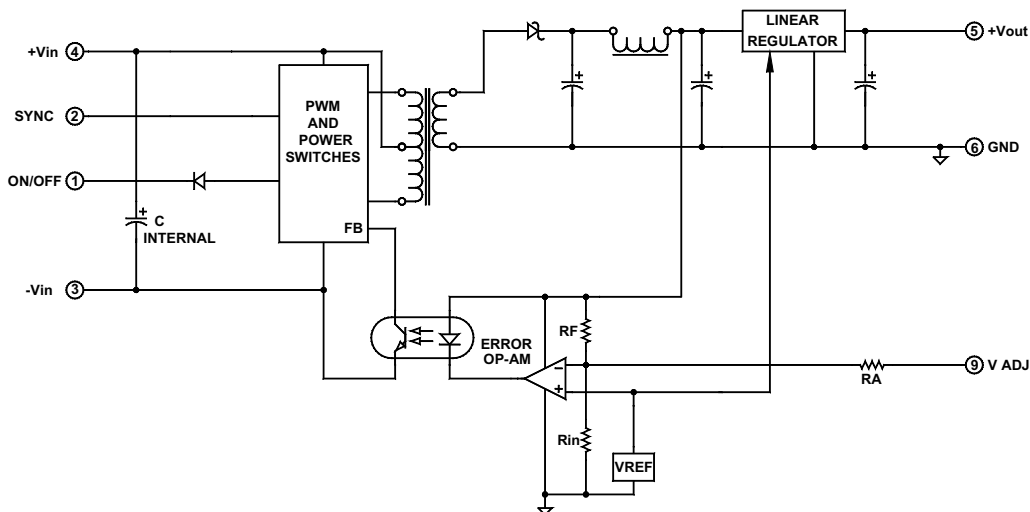 +Vin 4
SYNC 2
ON/OFF 1
-Vin 3
C
INTERNAL
PWM
AND
POWER
SWITCHES
FB
LINEAR
REGULATOR
5 +Vout
6 GND
ERROR
OP-AM
RF
Rin
VREF
RA
9 V ADJ